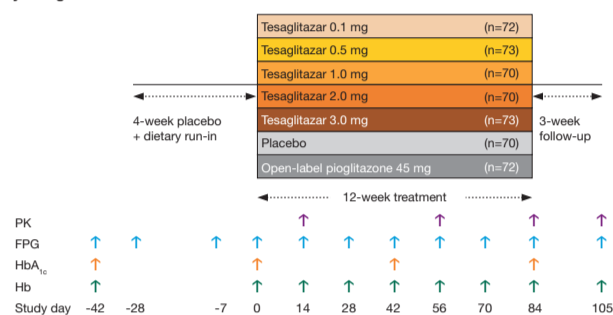 Tesaglitazar 0.1 mg (n=72)
Tesaglitazar 0.5 mg (n=73)
Tesaglitazar 1.0 mg (n=70)
Tesaglitazar 2.0 mg (n=70)
Tesaglitazar 3.0 mg (n=73)
Placebo (n=70)
Open-label pioglitazone 45 mg (n=72)
4-week placebo
+ dietary run-in
3-week
follow-up
12-week treatment
PK
FPG
HbA1c
Hb
Study day -42 -28 -7 0 14 28 42 56 70 84 105